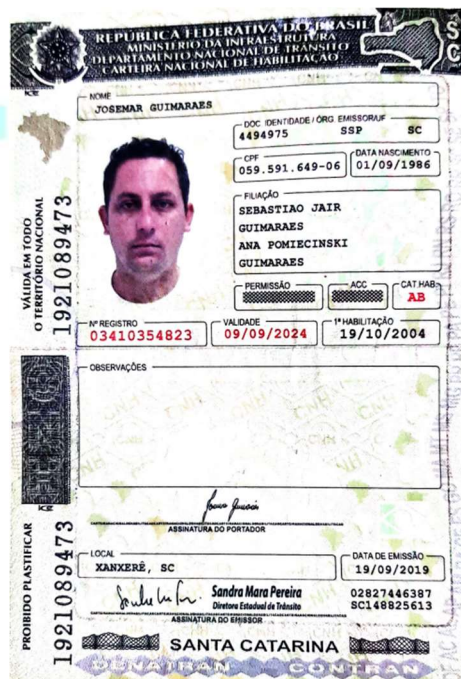 REPÚBLICA FEDERATIVA DO BRASIL
MINISTÉRIO DA INFRAESTRUTURA
DEPARTAMENTO NACIONAL DE TRÂNSITO
CARTEIRA NACIONAL DE HABILITAÇÃO
SC
NOME
JOSEMAR GUIMARAES
DOC. IDENTIDADE / ÓRG. EMISSOR/UF
4494975 SSP SC
CPF
059.591.649-06
DATA NASCIMENTO
01/09/1986
FILIAÇÃO
SEBASTIAO JAIR
GUIMARAES
ANA POMIECINSKI
GUIMARAES
PERMISSÃO
ACC
CAT.HAB.
AB
Nº REGISTRO
03410354823
VALIDADE
09/09/2024
1ª HABILITAÇÃO
19/10/2004
VÁLIDA EM TODO
O TERRITÓRIO NACIONAL
1921089473
OBSERVAÇÕES
ASSINATURA DO PORTADOR
LOCAL
XANXERÊ, SC
DATA DE EMISSÃO
19/09/2019
Sandra Mara Pereira
Diretora Estadual de Trânsito
ASSINATURA DO EMISSOR
02827446387
SC148825613
PROIBIDO PLASTIFICAR
1921089473
SANTA CATARINA
DENATRAN CONTRAN